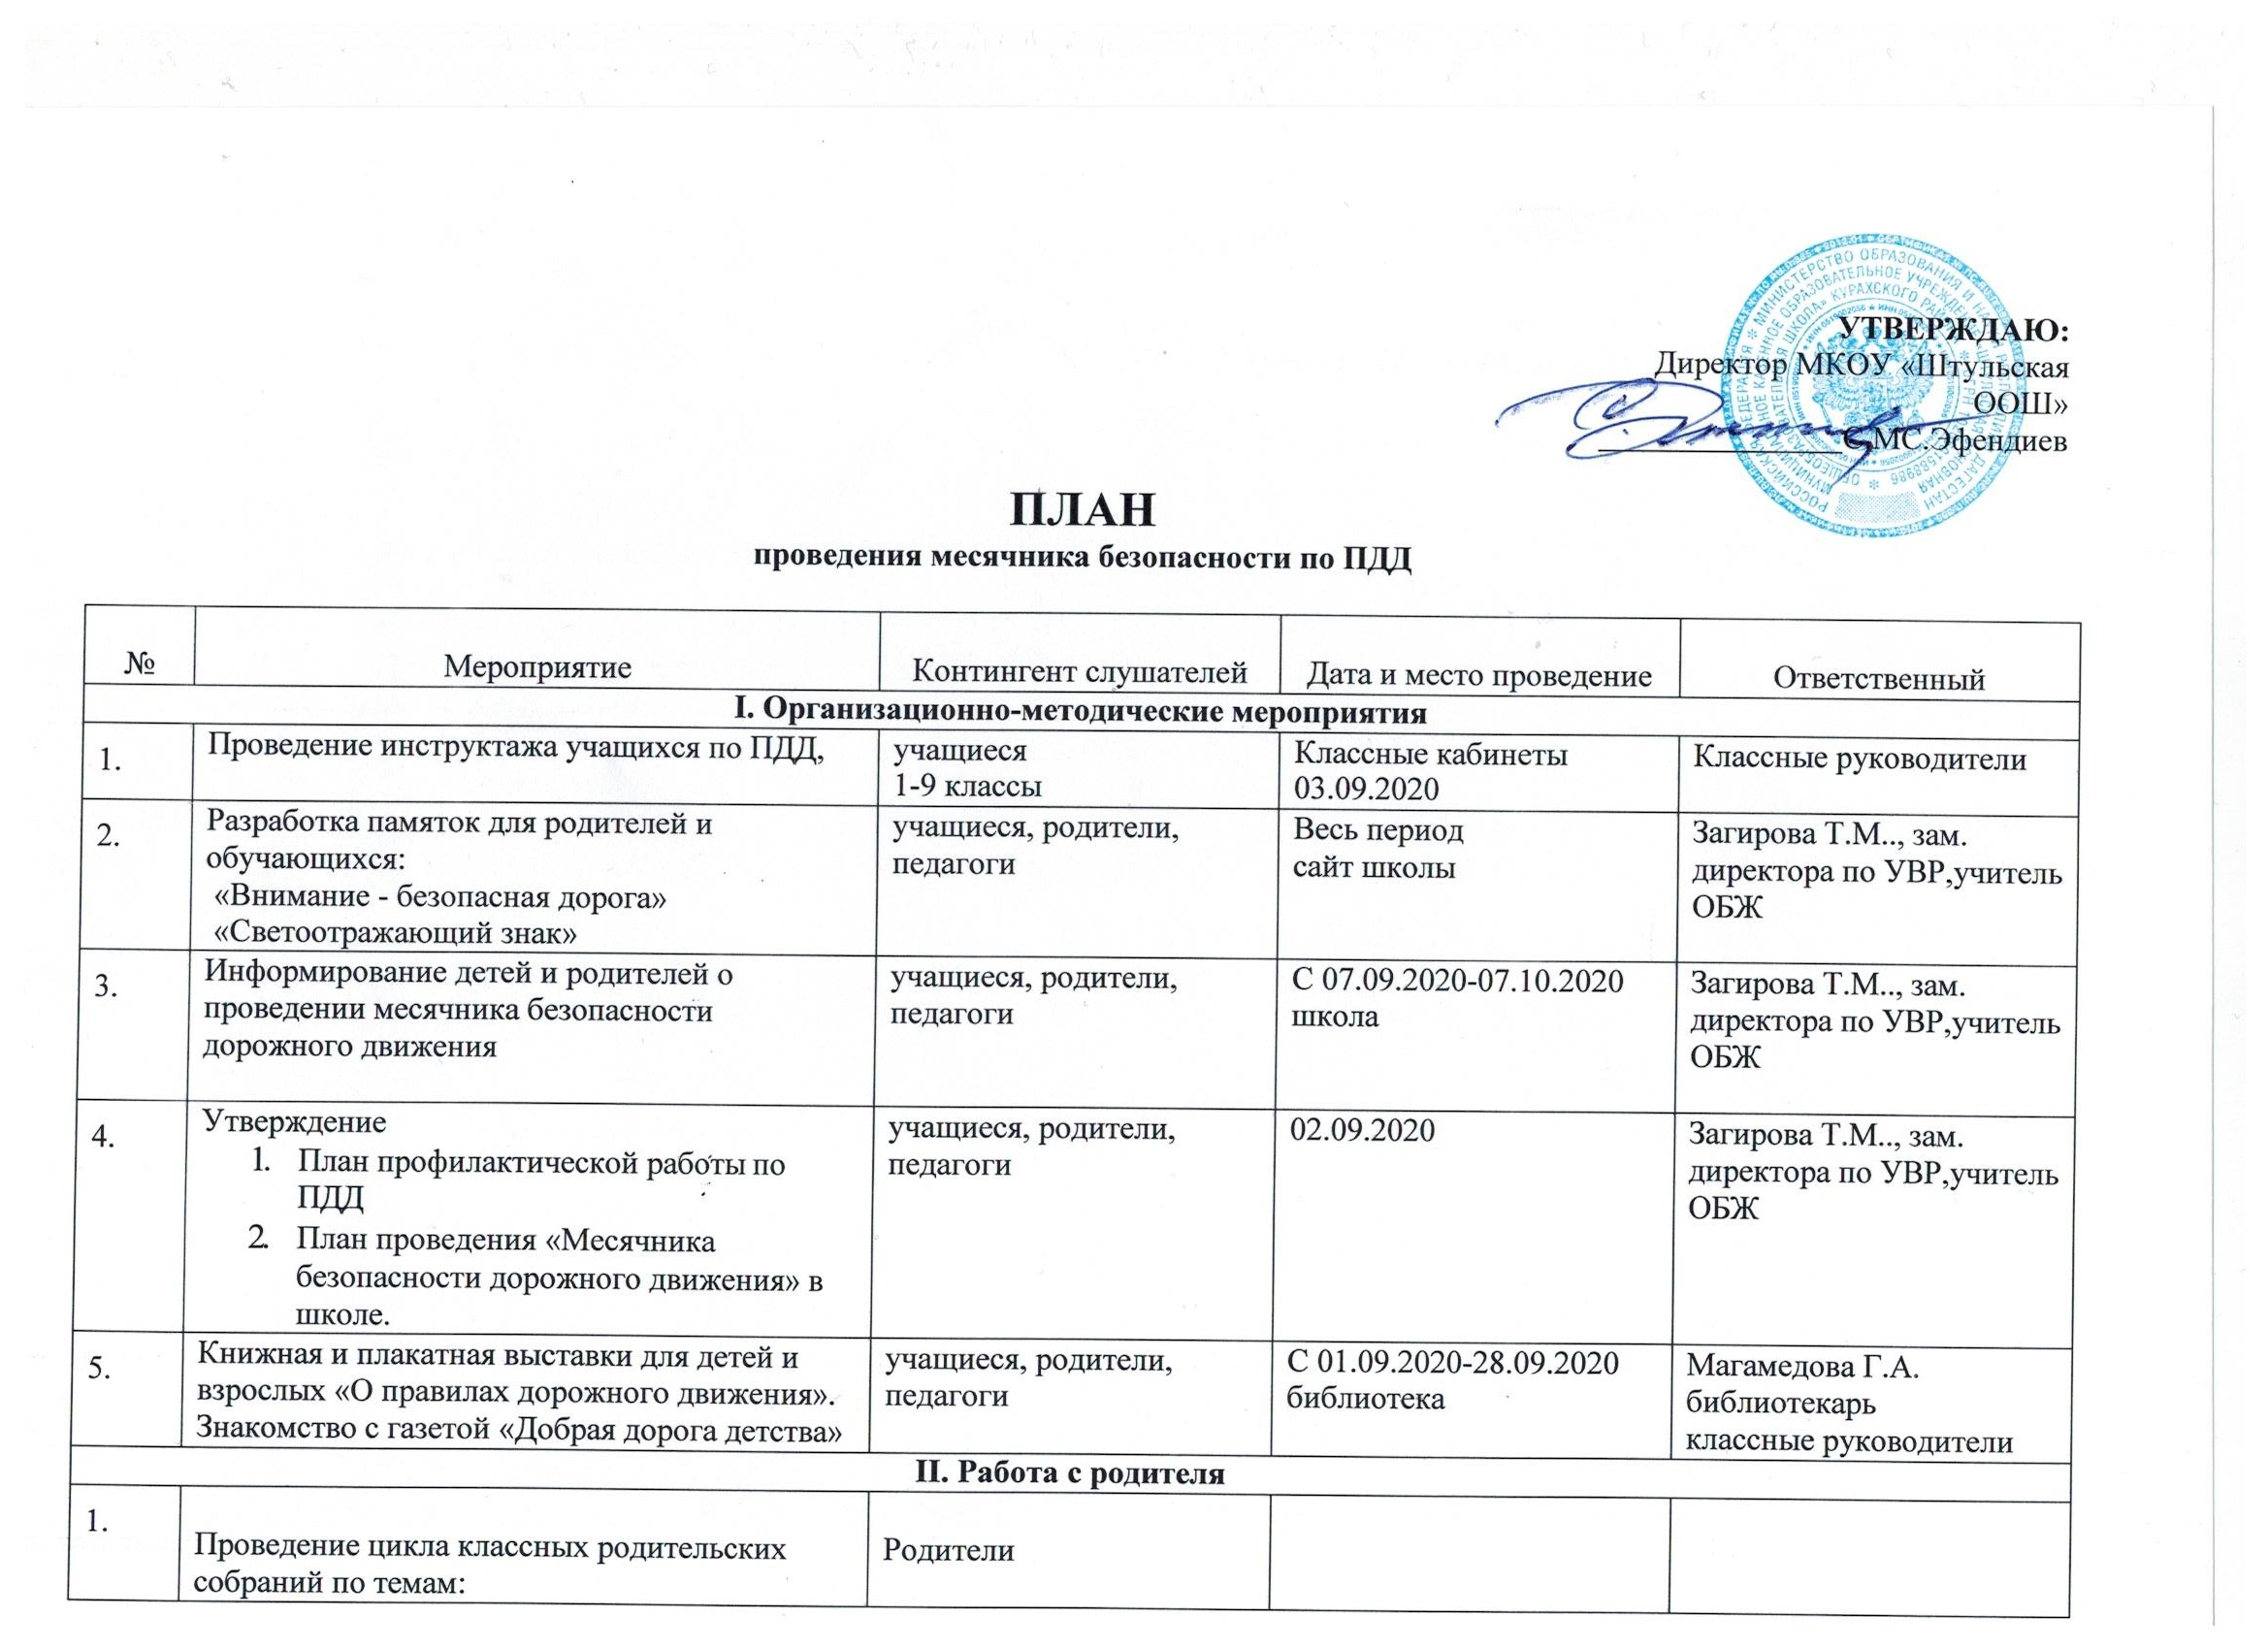 УТВЕРЖДАЮ:
Директор МКОУ «Штульская
ООШ»
С.МС.Эфендиев
ПЛАН
проведения месячника безопасности по ПДД
№ Мероприятие Контингент слушателей Дата и место проведение Ответственный
I. Организационно-методические мероприятия
1. Проведение инструктажа учащихся по ПДД, учащиеся Классные кабинеты Классные руководители
1-9 классы 03.09.2020
2. Разработка памяток для родителей и учащиеся, родители, Весь период Загирова Т.М.., зам.
обучающихся: педагоги сайт школы директора по УВР,учитель
«Внимание - безопасная дорога» ОБЖ
«Светоотражающий знак»
3. Информирование детей и родителей о учащиеся, родители, С 07.09.2020-07.10.2020 Загирова Т.М.., зам.
проведении месячника безопасности педагоги школа директора по УВР,учитель
дорожного движения ОБЖ
4. Утверждение учащиеся, родители, 02.09.2020 Загирова Т.М.., зам.
1. План профилактической работы по педагоги директора по УВР,учитель
ПДД ОБЖ
2. План проведения «Месячника
безопасности дорожного движения» в
школе.
5. Книжная и плакатная выставки для детей и учащиеся, родители, С 01.09.2020-28.09.2020 Магамедова Г.А.
взрослых «О правилах дорожного движения». педагоги библиотека библиотекарь
Знакомство с газетой «Добрая дорога детства» классные руководители
II. Работа с родителя
1. Проведение цикла классных родительских Родители
собраний по темам: